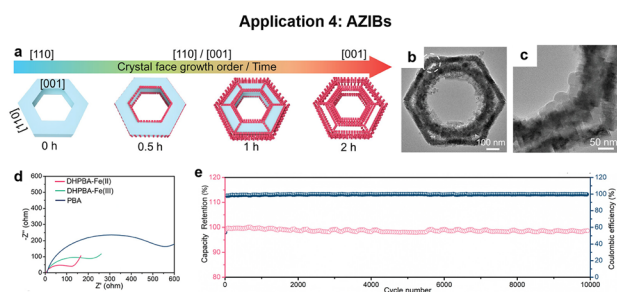 Application 4: AZIBs
a
[110]
[110] / [001]
[001]
Crystal face growth order / Time
[001]
[110]
0 h
0.5 h
1 h
2 h
b
100 nm
c
50 nm
d
600
500
400
300
200
100
0
-Z'' (ohm)
DHPBA-Fe(II)
DHPBA-Fe(III)
PBA
0 100 200 300 400 500 600
Z' (ohm)
e
120
110
100
90
80
Capacity Retention (%)
120
100
80
60
40
20
0
Coulombic efficiency (%)
0 2000 4000 6000 8000 10000
Cycle number